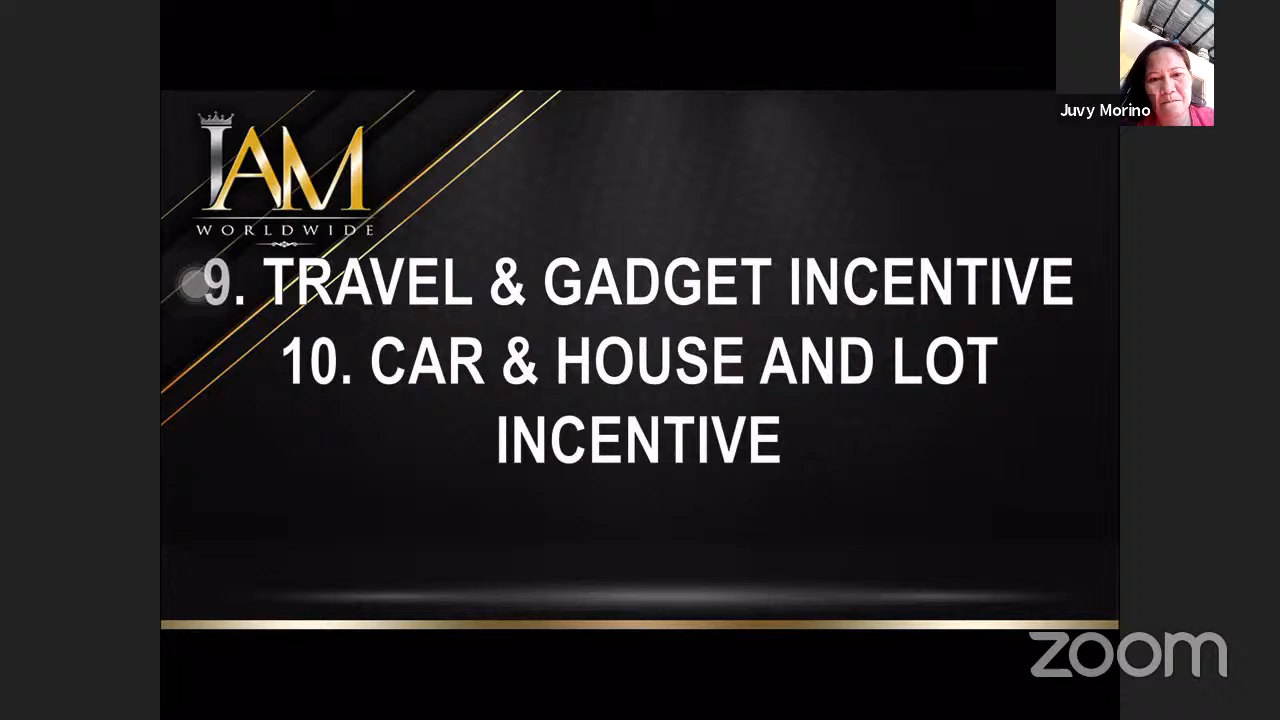 Juvy Morino
IAM
WORLDWIDE
9. TRAVEL & GADGET INCENTIVE
10. CAR & HOUSE AND LOT
INCENTIVE
zoom